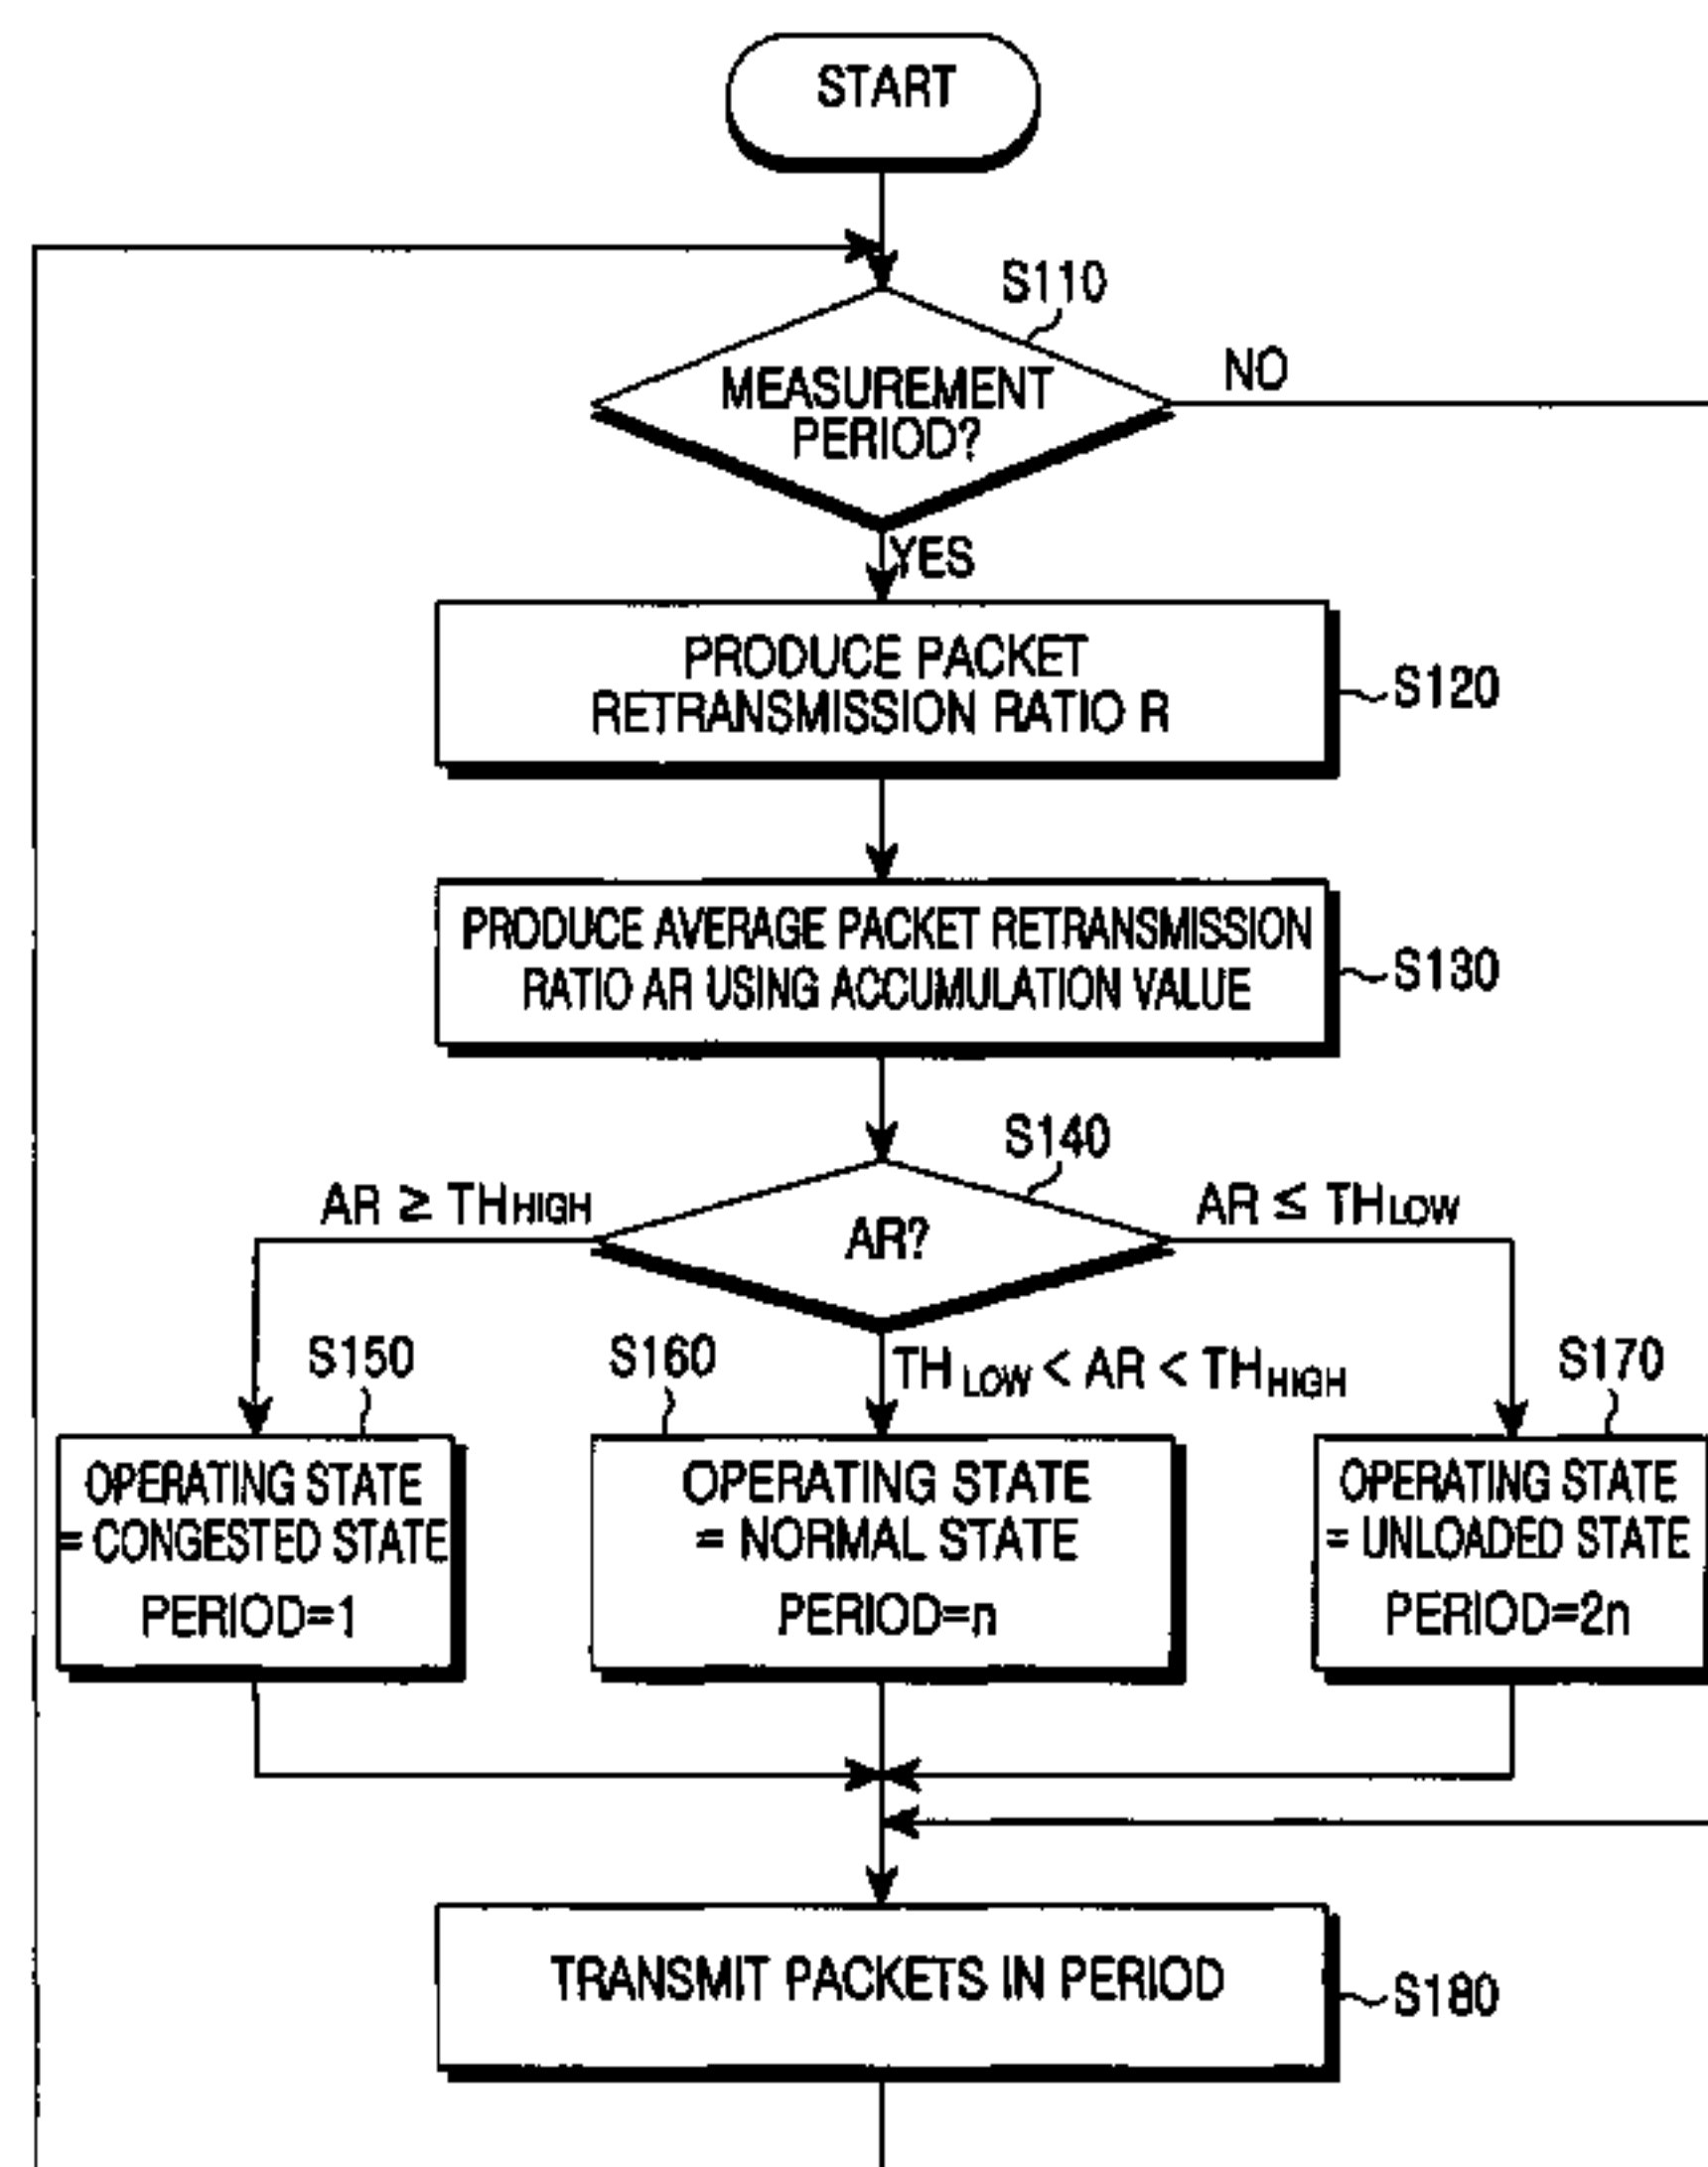 START
S110
MEASUREMENT
PERIOD?
NO
YES
PRODUCE PACKET
RETRANSMISSION RATIO R
S120
PRODUCE AVERAGE PACKET RETRANSMISSION
RATIO AR USING ACCUMULATION VALUE
S130
S140
AR ≥ THHIGH
AR?
AR ≤ THLOW
S150
S160
THLOW < AR < THHIGH
S170
OPERATING STATE
= CONGESTED STATE
PERIOD=1
OPERATING STATE
= NORMAL STATE
PERIOD=n
OPERATING STATE
= UNLOADED STATE
PERIOD=2n
TRANSMIT PACKETS IN PERIOD
S180